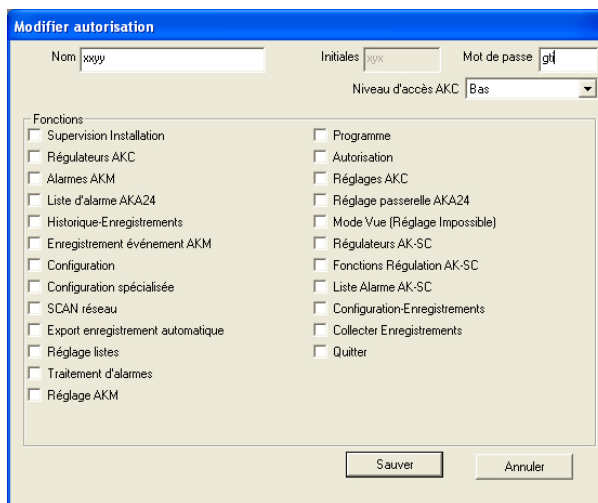 Modifier autorisation
Nom xxyy Initiales xyx Mot de passe gti
Niveau d'accès AKC Bas
Fonctions
Supervision Installation Programme
Régulateurs AKC Autorisation
Alarmes AKM Réglages AKC
Liste d'alarme AKA24 Réglage passerelle AKA24
Historique-Enregistrements Mode Vue (Réglage Impossible)
Enregistrement événement AKM Régulateurs AK-SC
Configuration Fonctions Régulation AK-SC
Configuration spécialisée Liste Alarme AK-SC
SCAN réseau Configuration-Enregistrements
Export enregistrement automatique Collecter Enregistrements
Réglage listes Quitter
Traitement d'alarmes
Réglage AKM
Sauver Annuler